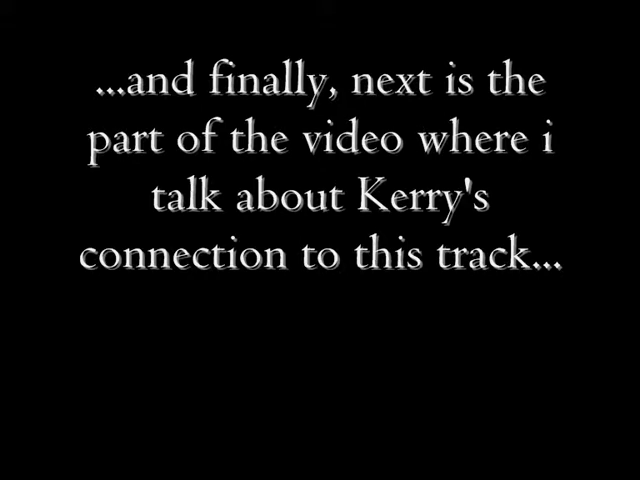 ...and finally, next is the
part of the video where i
talk about Kerry's
connection to this track...